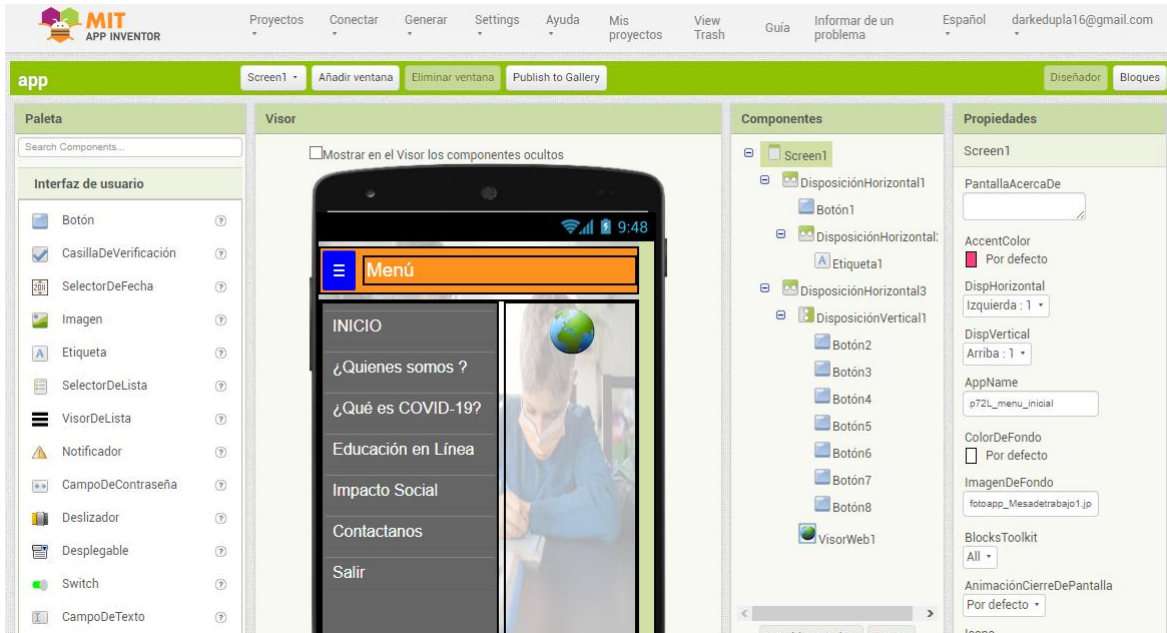 MIT
APP INVENTOR
Proyectos
Conectar
Generar
Settings
Ayuda
Mis
proyectos
View
Trash
Guía
Informar de un
problema
Español
darkedupla16@gmail.com
app
Screen1
Añadir ventana
Eliminar ventana
Publish to Gallery
Diseñador
Bloques
Paleta
Search Components...
Interfaz de usuario
Botón
CasillaDeVerificación
SelectorDeFecha
Imagen
Etiqueta
SelectorDeLista
VisorDeLista
Notificador
CampoDeContraseña
Deslizador
Desplegable
Switch
CampoDeTexto
Visor
Mostrar en el Visor los componentes ocultos
9:48
Menú
INICIO
¿Quienes somos ?
¿Qué es COVID-19?
Educación en Línea
Impacto Social
Contactanos
Salir
Componentes
Screen1
DisposiciónHorizontal1
Botón1
DisposiciónHorizontal
Etiqueta1
DisposiciónHorizontal3
DisposiciónVertical1
Botón2
Botón3
Botón4
Botón5
Botón6
Botón7
Botón8
VisorWeb1
Propiedades
Screen1
PantallaAcercaDe
AccentColor
Por defecto
DispHorizontal
Izquierda : 1
DispVertical
Arriba : 1
AppName
p72L_menu_inicial
ColorDeFondo
Por defecto
ImagenDeFondo
fotoapp_Mesadetrabajo1.jp
BlocksToolkit
All
AnimaciónCierreDePantalla
Por defecto